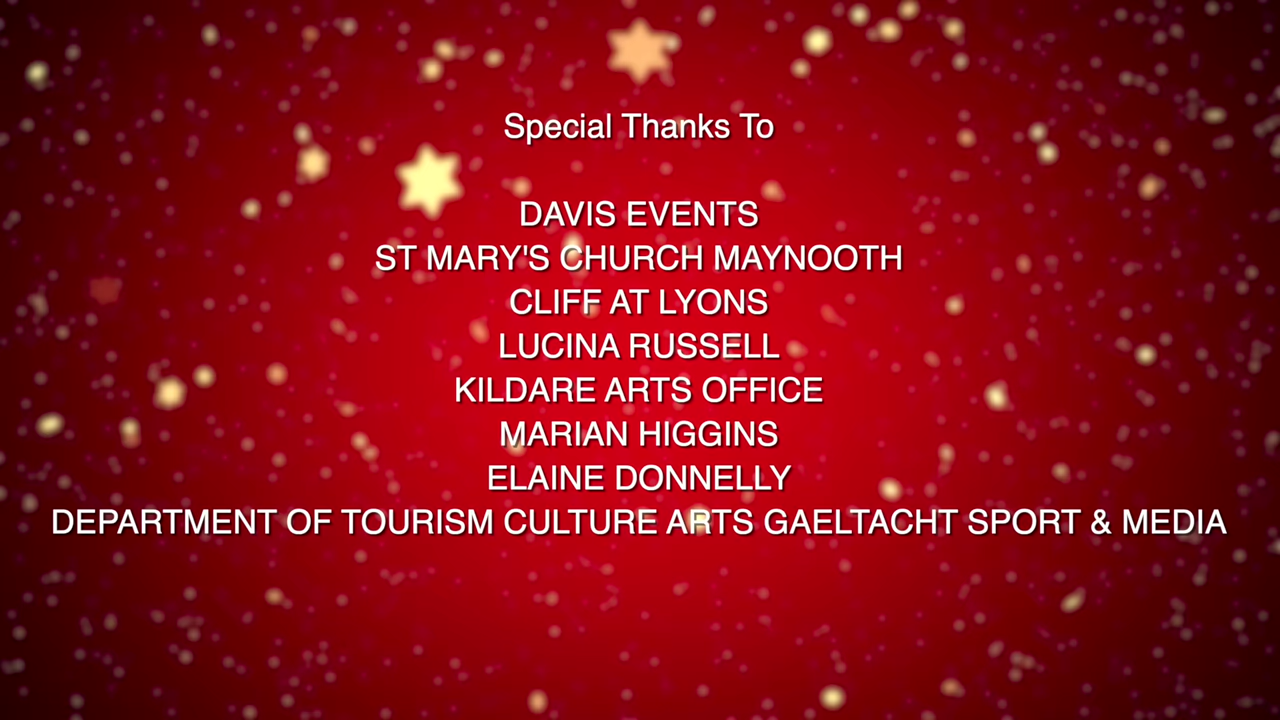 Special Thanks To
DAVIS EVENTS
ST MARY'S CHURCH MAYNOOTH
CLIFF AT LYONS
LUCINA RUSSELL
KILDARE ARTS OFFICE
MARIAN HIGGINS
ELAINE DONNELLY
DEPARTMENT OF TOURISM CULTURE ARTS GAELTACHT SPORT & MEDIA